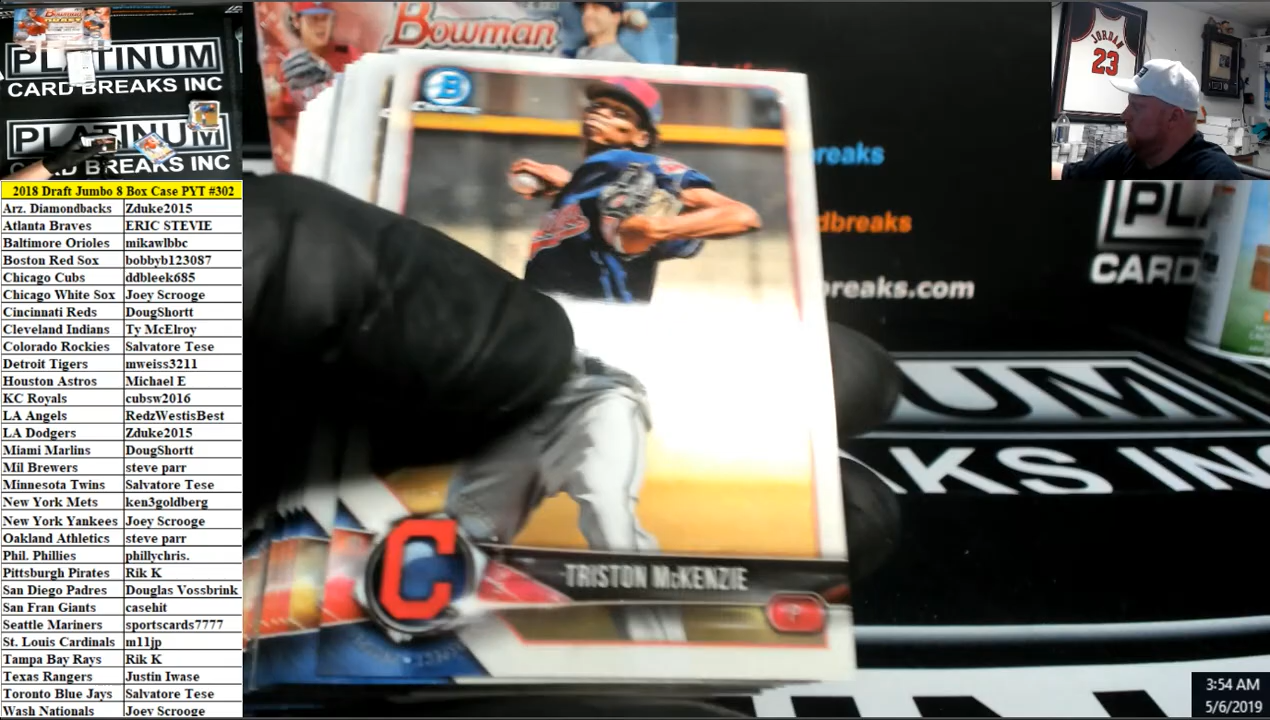 Bowman
PLATINUM
CARD BREAKS INC
PLATINUM
CARD BREAKS INC
2018 Draft Jumbo 8 Box Case PYT #302
Arz. Diamondbacks Zduke2015
Atlanta Braves ERIC STEVIE
Baltimore Orioles mikawlbbc
Boston Red Sox bobbyb123087
Chicago Cubs ddbleek685
Chicago White Sox Joey Scrooge
Cincinnati Reds DougShortt
Cleveland Indians Ty McElroy
Colorado Rockies Salvatore Tese
Detroit Tigers mweiss3211
Houston Astros Michael E
KC Royals cubsw2016
LA Angels RedzWestisBest
LA Dodgers Zduke2015
Miami Marlins DougShortt
Mil Brewers steve parr
Minnesota Twins Salvatore Tese
New York Mets ken3goldberg
New York Yankees Joey Scrooge
Oakland Athletics steve parr
Phil. Phillies phillychris.
Pittsburgh Pirates Rik K
San Diego Padres Douglas Vossbrink
San Fran Giants casehit
Seattle Mariners sportscards7777
St. Louis Cardinals m11jp
Tampa Bay Rays Rik K
Texas Rangers Justin Iwase
Toronto Blue Jays Salvatore Tese
Wash Nationals Joey Scrooge
B
Chrome
C
TRISTON McKENZIE
P
breaks
dbreaks
reaks.com
JORDAN
23
PL
CARD
UM
AKS INC
3:54 AM
5/6/2019